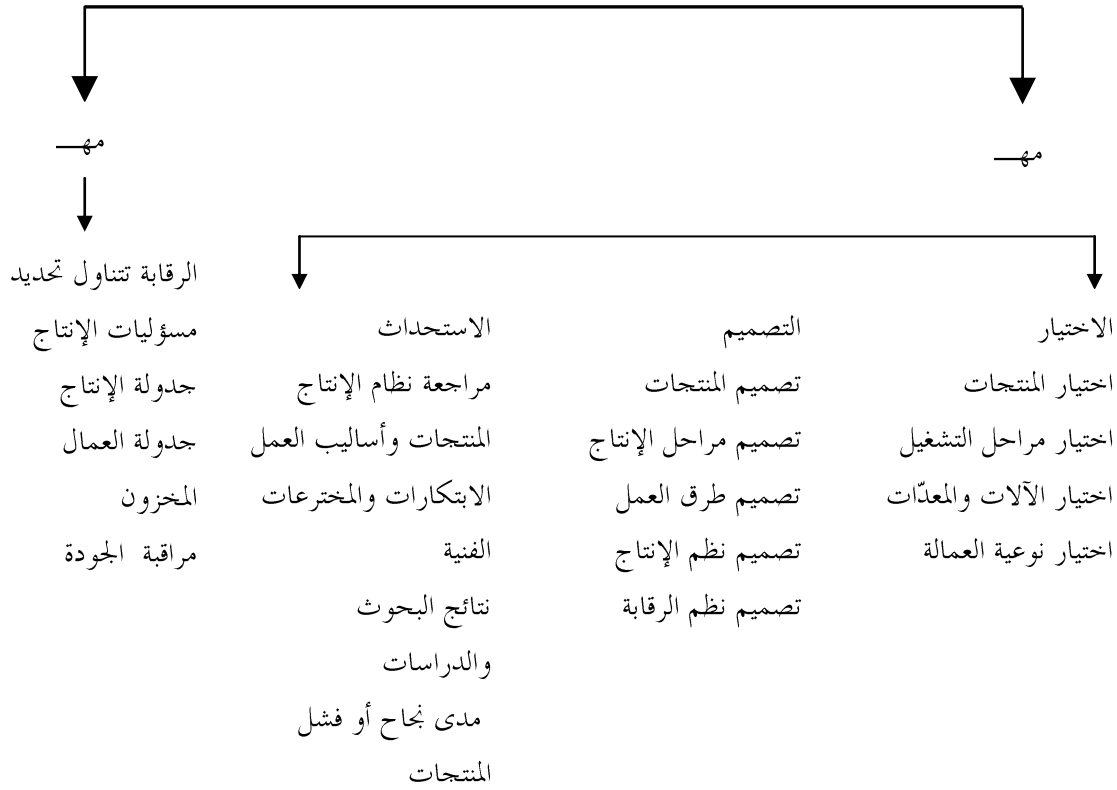 مهــ
مهــ
الاختيار
اختيار المنتجات
اختيار مراحل التشغيل
اختيار الآلات والمعدّات
اختيار نوعية العمالة
التصميم
تصميم المنتجات
تصميم مراحل الإنتاج
تصميم طرق العمل
تصميم نظم الإنتاج
تصميم نظم الرقابة
الاستحداث
مراجعة نظام الإنتاج
المنتجات وأساليب العمل
الابتكارات والمخترعات
الفنية
نتائج البحوث
والدراسات
مدى نجاح أو فشل
المنتجات
الرقابة تتناول تحديد
مسؤليات الإنتاج
جدولة الإنتاج
جدولة العمال
المخزون
مراقبة الجودة